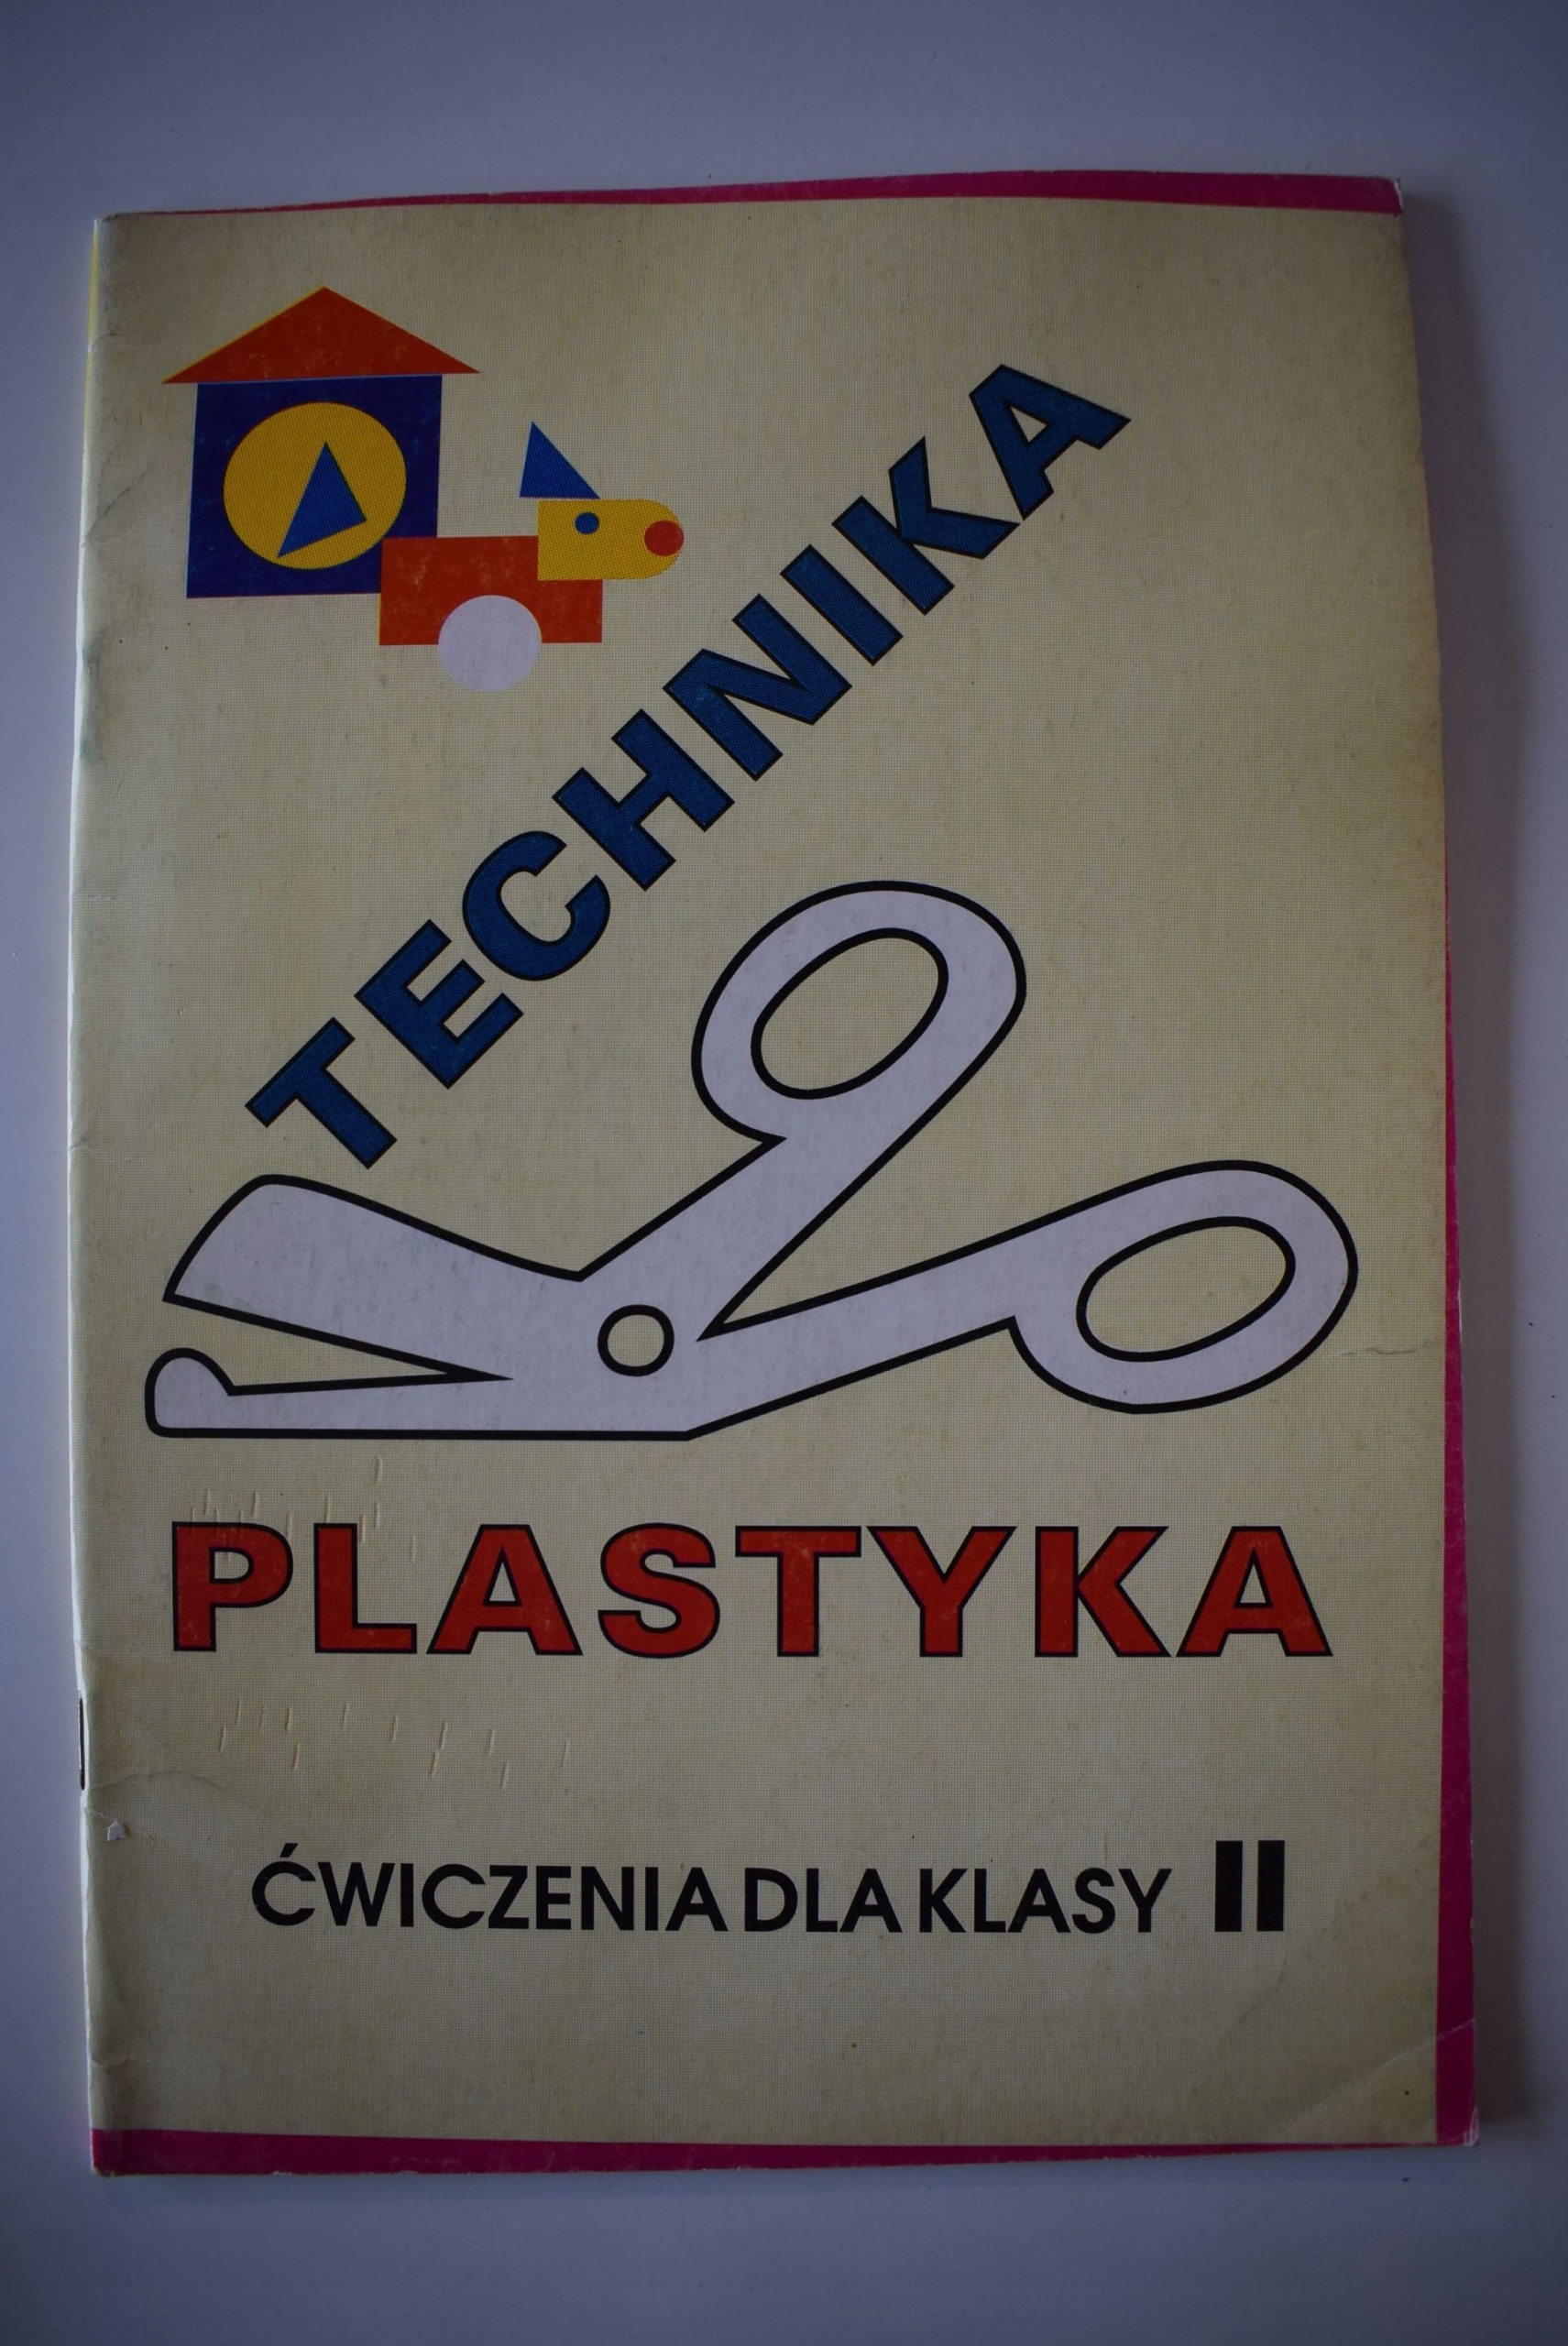 TECHNIKA
PLASTYKA
ĆWICZENIA DLA KLASY II